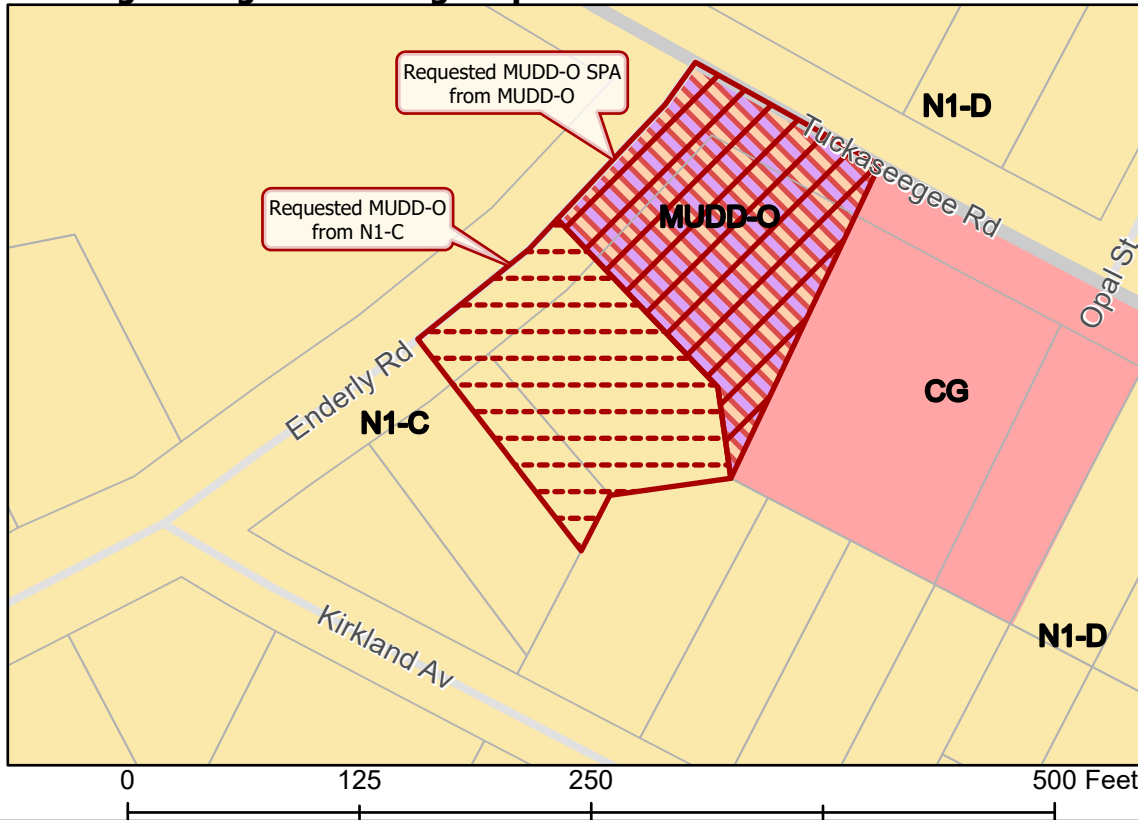 Requested MUDD-O SPA
from MUDD-O
N1-D
Tuckaseegee Rd
Requested MUDD-O
from N1-C
MUDD-O
Opal St
Enderly Rd
N1-C
CG
Kirkland Av
N1-D
0
125
250
500 Feet